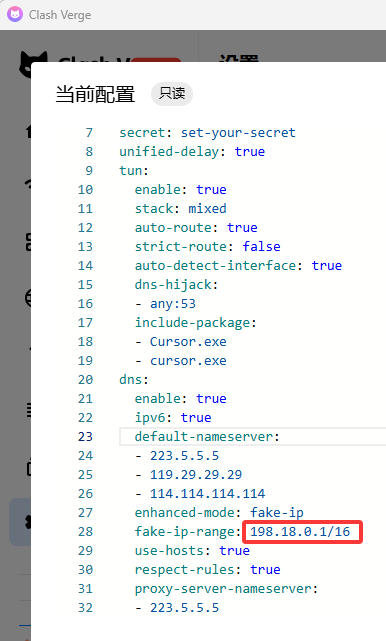 Clash Verge
当前配置 只读
7 secret: set-your-secret
8 unified-delay: true
9 tun:
10 enable: true
11 stack: mixed
12 auto-route: true
13 strict-route: false
14 auto-detect-interface: true
15 dns-hijack:
16 - any:53
17 include-package:
18 - Cursor.exe
19 - cursor.exe
20 dns:
21 enable: true
22 ipv6: true
23 default-nameserver:
24 - 223.5.5.5
25 - 119.29.29.29
26 - 114.114.114.114
27 enhanced-mode: fake-ip
28 fake-ip-range: 198.18.0.1/16
29 use-hosts: true
30 respect-rules: true
31 proxy-server-nameserver:
32 - 223.5.5.5